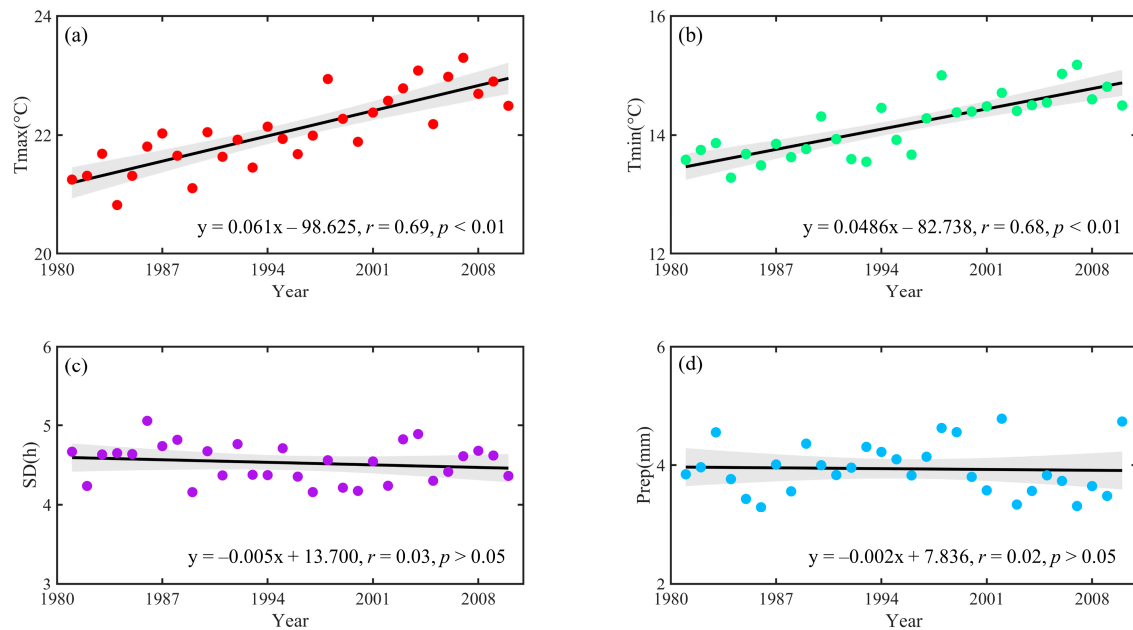 (a)
24
22
20
Tmax(°C)
y = 0.061x – 98.625, r = 0.69, p < 0.01
1980 1987 1994 2001 2008
Year
(b)
16
14
12
Tmin(°C)
y = 0.0486x – 82.738, r = 0.68, p < 0.01
1980 1987 1994 2001 2008
Year
(c)
6
5
4
3
SD(h)
y = –0.005x + 13.700, r = 0.03, p > 0.05
1980 1987 1994 2001 2008
Year
(d)
6
4
2
Prep(mm)
y = –0.002x + 7.836, r = 0.02, p > 0.05
1980 1987 1994 2001 2008
Year